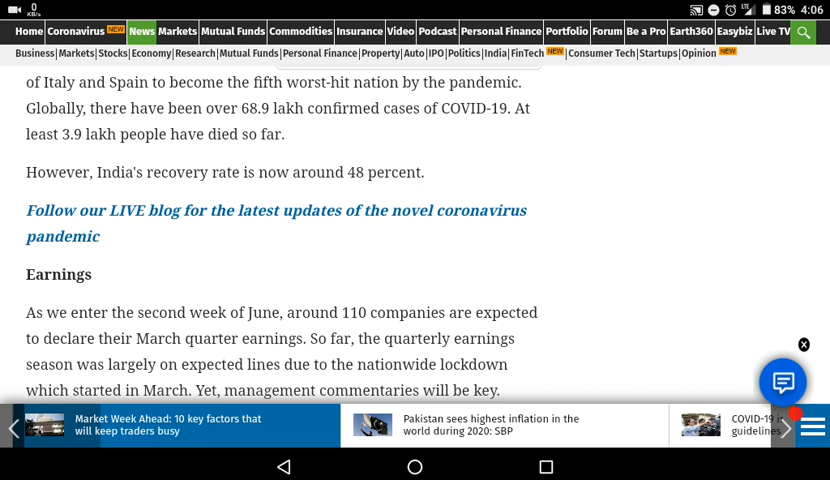 0
KB/s
LTE
83% 4:06
Home Coronavirus NEW News Markets Mutual Funds Commodities Insurance Video Podcast Personal Finance Portfolio Forum Be a Pro Earth360 Easybiz Live TV
Business| Markets| Stocks| Economy| Research| Mutual Funds| Personal Finance| Property| Auto| IPO| Politics| India| FinTech NEW | Consumer Tech| Startups| Opinion NEW
of Italy and Spain to become the fifth worst-hit nation by the pandemic.
Globally, there have been over 68.9 lakh confirmed cases of COVID-19. At
least 3.9 lakh people have died so far.
However, India's recovery rate is now around 48 percent.
Follow our LIVE blog for the latest updates of the novel coronavirus
pandemic
Earnings
As we enter the second week of June, around 110 companies are expected
to declare their March quarter earnings. So far, the quarterly earnings
season was largely on expected lines due to the nationwide lockdown
which started in March. Yet, management commentaries will be key.
x
Market Week Ahead: 10 key factors that
will keep traders busy
Pakistan sees highest inflation in the
world during 2020: SBP
COVID-19
guidelines